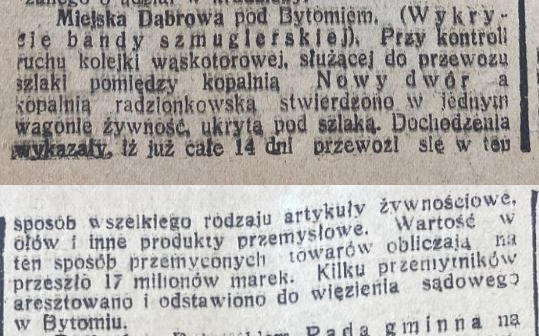 Miejska Dąbrowa pod Bytomiem. (Wykry-
cie bandy szmuglerskiej). Przy kontroli
ruchu kolejki wąskotorowej, służącej do przewozu
szlaki pomiędzy kopalnią Nowy dwór a
kopalnią radzionkowską stwierdzono w jednym
wagonie żywność, ukrytą pod szlaką. Dochodzenia
wykazały, iż już całe 14 dni przewozi się w ten
sposób wszelkiego rodzaju artykuły żywnościowe,
ołów i inne produkty przemysłowe. Wartość w
ten sposób przemyconych towarów obliczają na
przeszło 17 milionów marek. Kilku przemytników
aresztowano i odstawiono do więzienia sądowego
w Bytomiu.
Rada gminna na